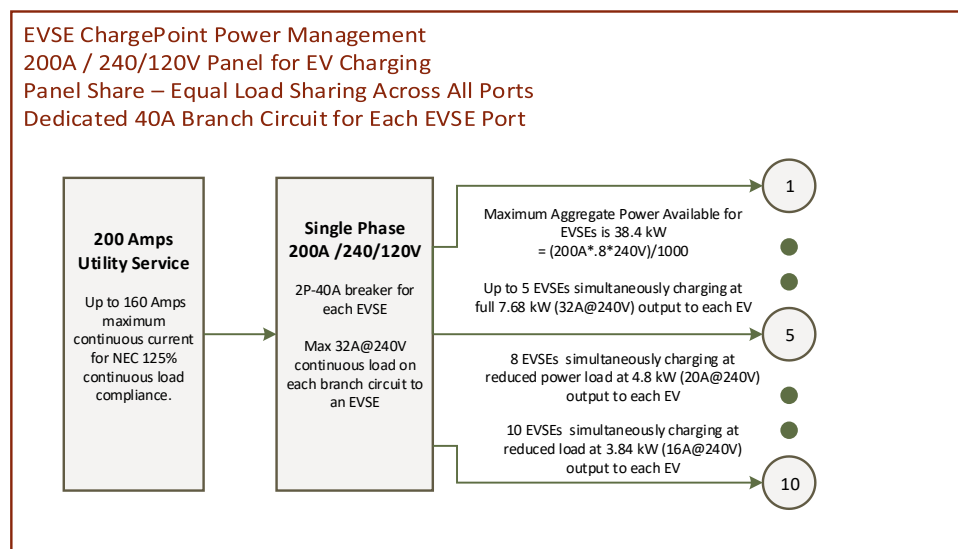 EVSE ChargePoint Power Management
200A / 240/120V Panel for EV Charging
Panel Share – Equal Load Sharing Across All Ports
Dedicated 40A Branch Circuit for Each EVSE Port
200 Amps
Utility Service
Up to 160 Amps
maximum
continuous current
for NEC 125%
continuous load
compliance.
Single Phase
200A /240/120V
2P-40A breaker for
each EVSE
Max 32A@240V
continuous load on
each branch circuit to
an EVSE
1
Maximum Aggregate Power Available for
EVSEs is 38.4 kW
= (200A*.8*240V)/1000
Up to 5 EVSEs simultaneously charging at
full 7.68 kW (32A@240V) output to each EV
5
8 EVSEs simultaneously charging at
reduced power load at 4.8 kW (20A@240V)
output to each EV
10 EVSEs simultaneously charging at
reduced load at 3.84 kW (16A@240V)
output to each EV
10